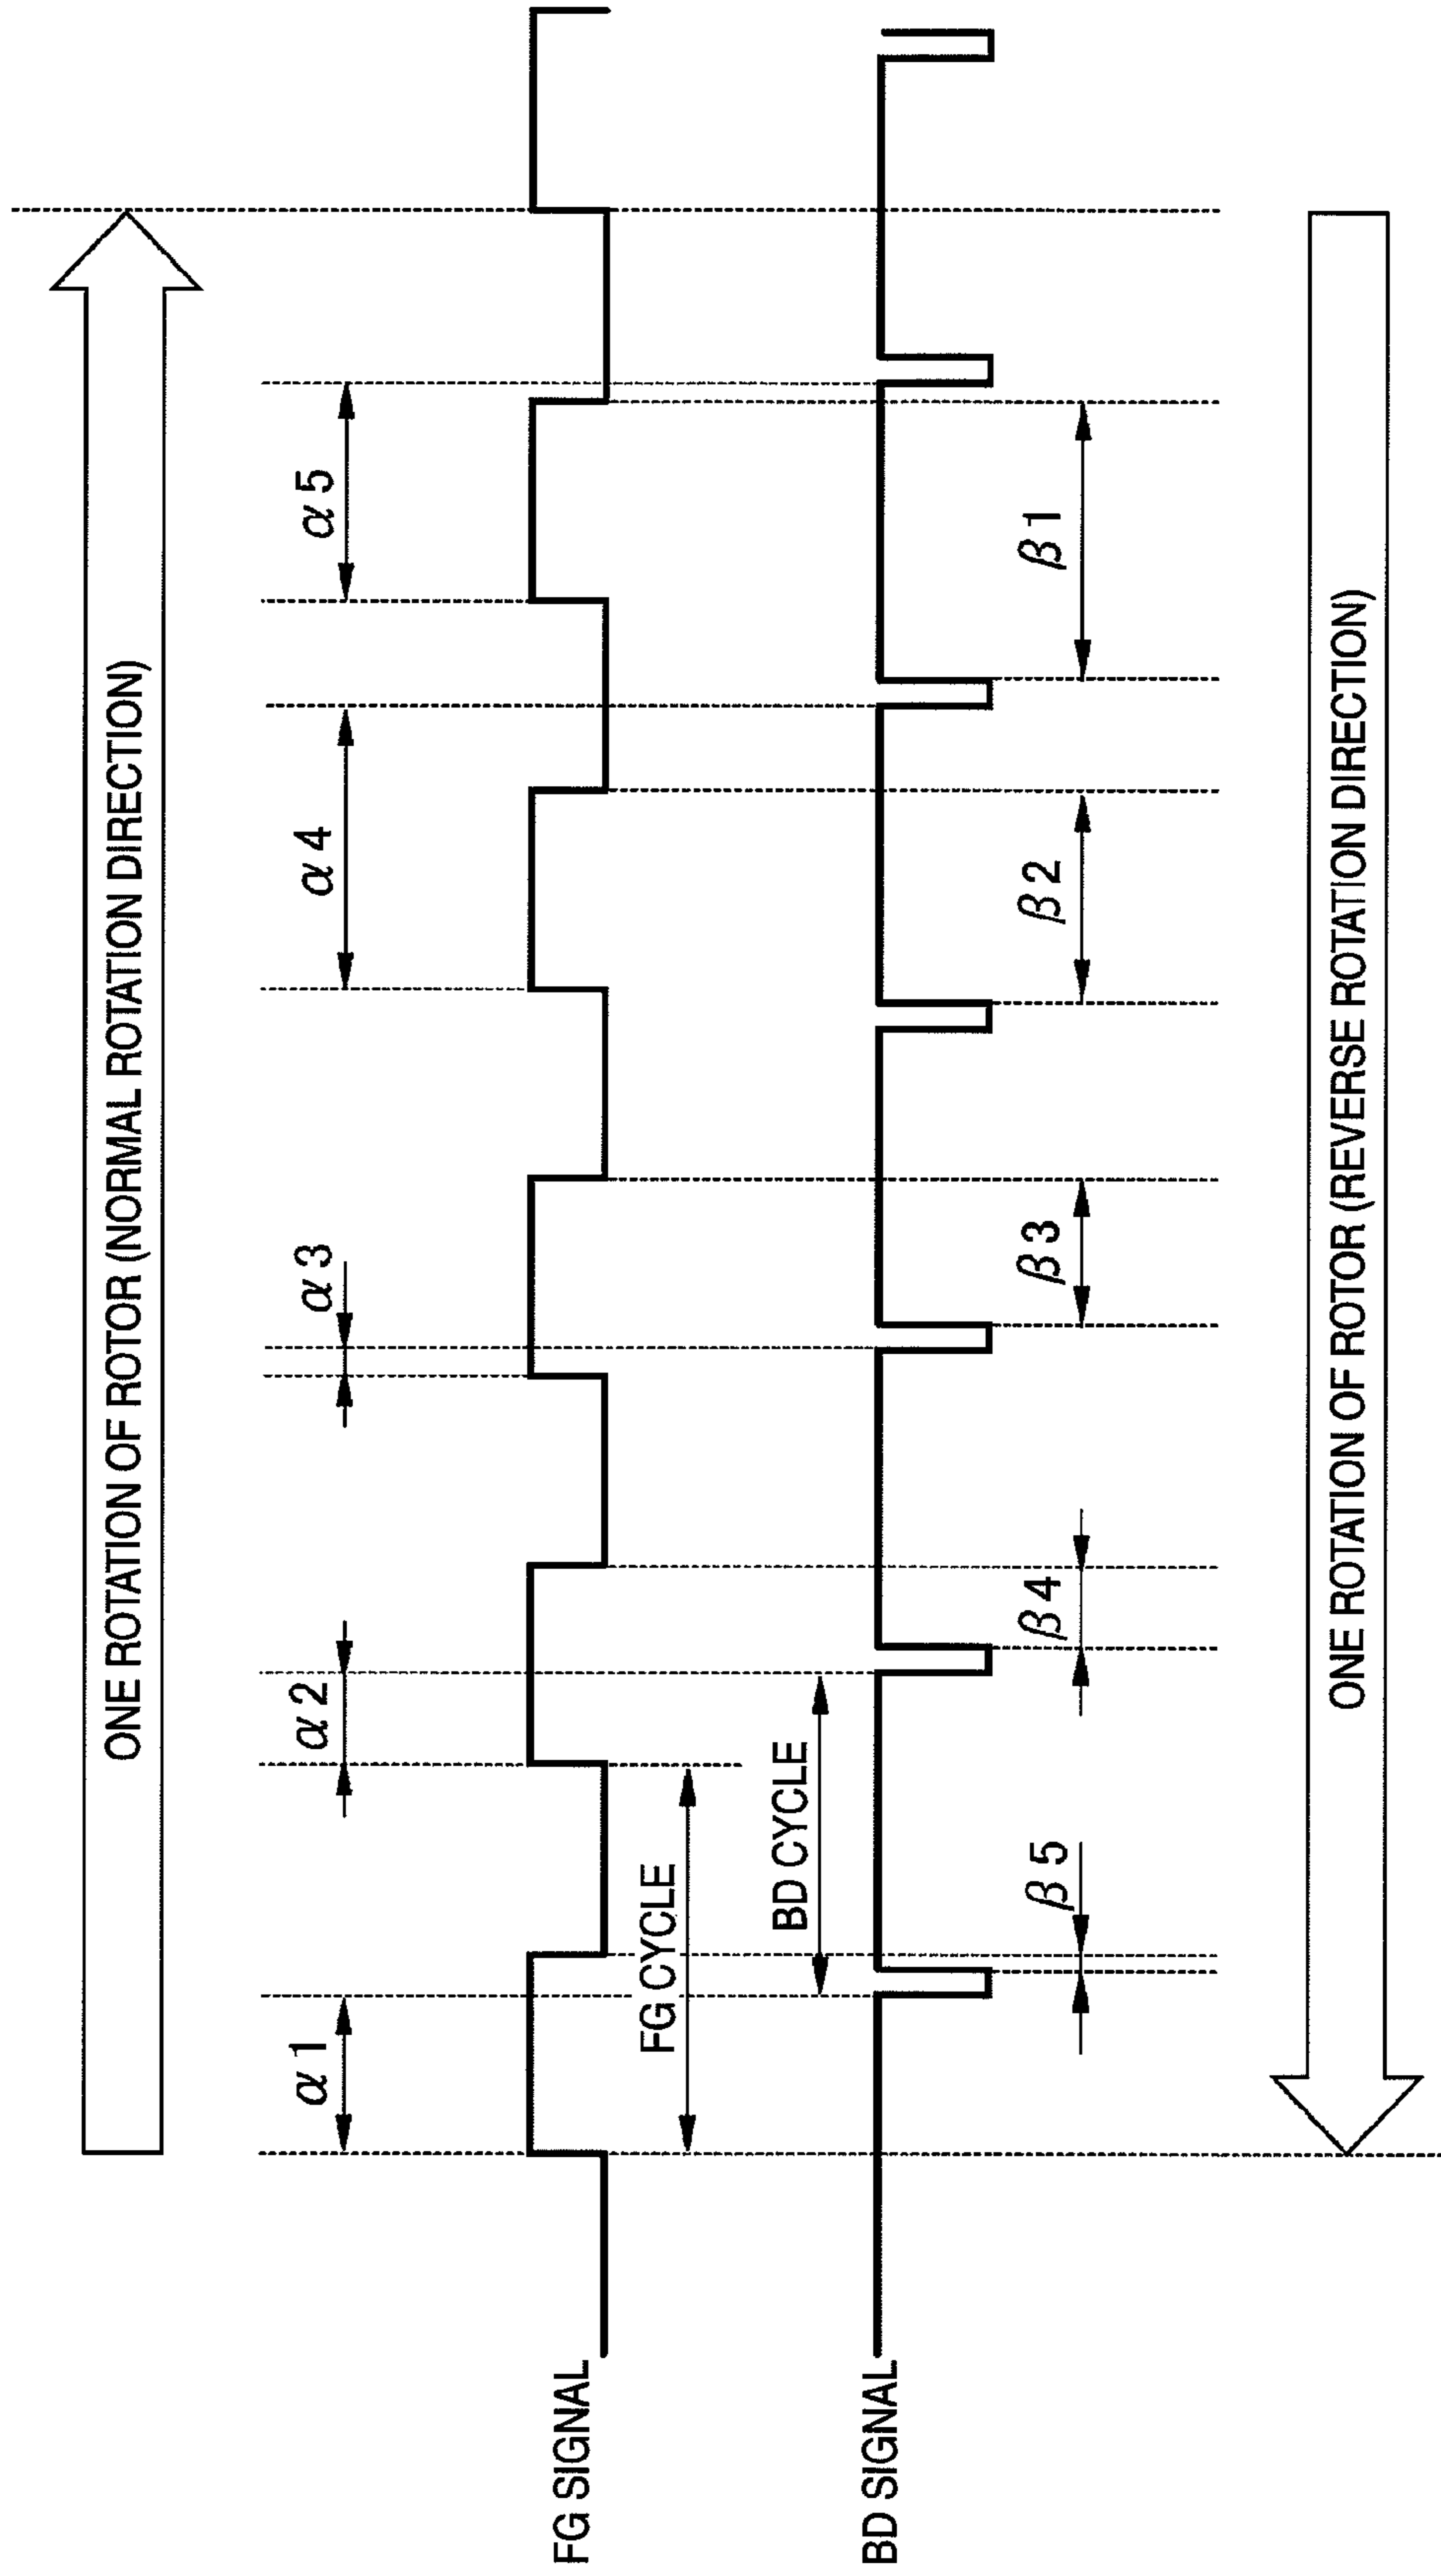 ONE ROTATION OF ROTOR (NORMAL ROTATION DIRECTION)
α1
α2
α3
α4
α5
FG SIGNAL
FG CYCLE
BD CYCLE
BD SIGNAL
β5
β4
β3
β2
β1
ONE ROTATION OF ROTOR (REVERSE ROTATION DIRECTION)